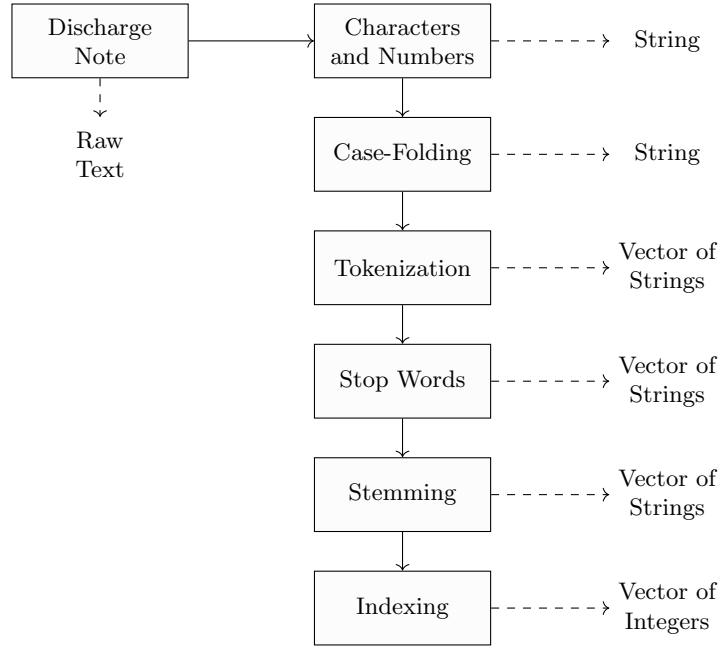 Discharge
Note
Characters
and Numbers
String
Raw
Text
Case-Folding
String
Tokenization
Vector of
Strings
Stop Words
Vector of
Strings
Stemming
Vector of
Strings
Indexing
Vector of
Integers